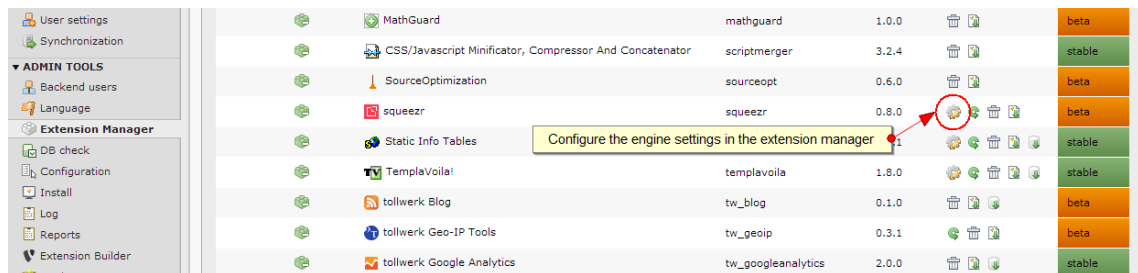 User settings
Synchronization
ADMIN TOOLS
Backend users
Language
Extension Manager
DB check
Configuration
Install
Log
Reports
Extension Builder
MathGuard mathguard 1.0.0 beta
CSS/Javascript Minificator, Compressor And Concatenator scriptmerger 3.2.4 stable
SourceOptimization sourceopt 0.6.0 beta
squeezr squeezr 0.8.0 beta
Configure the engine settings in the extension manager
Static Info Tables stable
TemplaVoila! templavoila 1.8.0 stable
tollwerk Blog tw_blog 0.1.0 beta
tollwerk Geo-IP Tools tw_geoip 0.3.1 beta
tollwerk Google Analytics tw_googleanalytics 2.0.0 stable